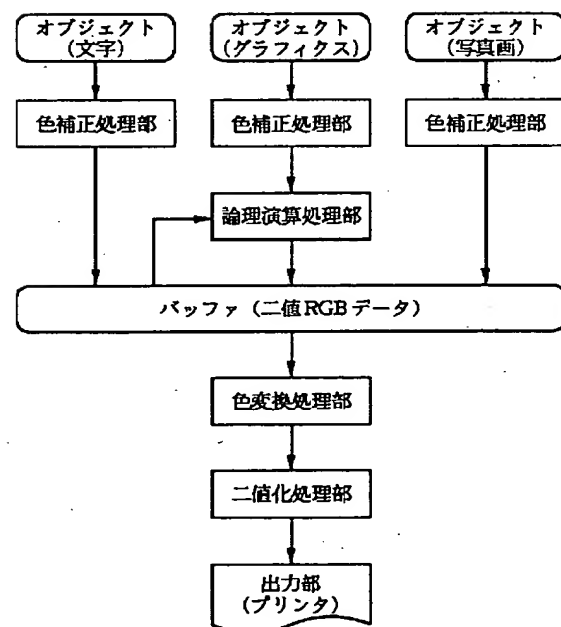 オブジェクト
(文字)
オブジェクト
(グラフィクス)
オブジェクト
(写真画)
色補正処理部
色補正処理部
色補正処理部
論理演算処理部
バッファ(二値RGBデータ)
色変換処理部
二値化処理部
出力部
(プリンタ)